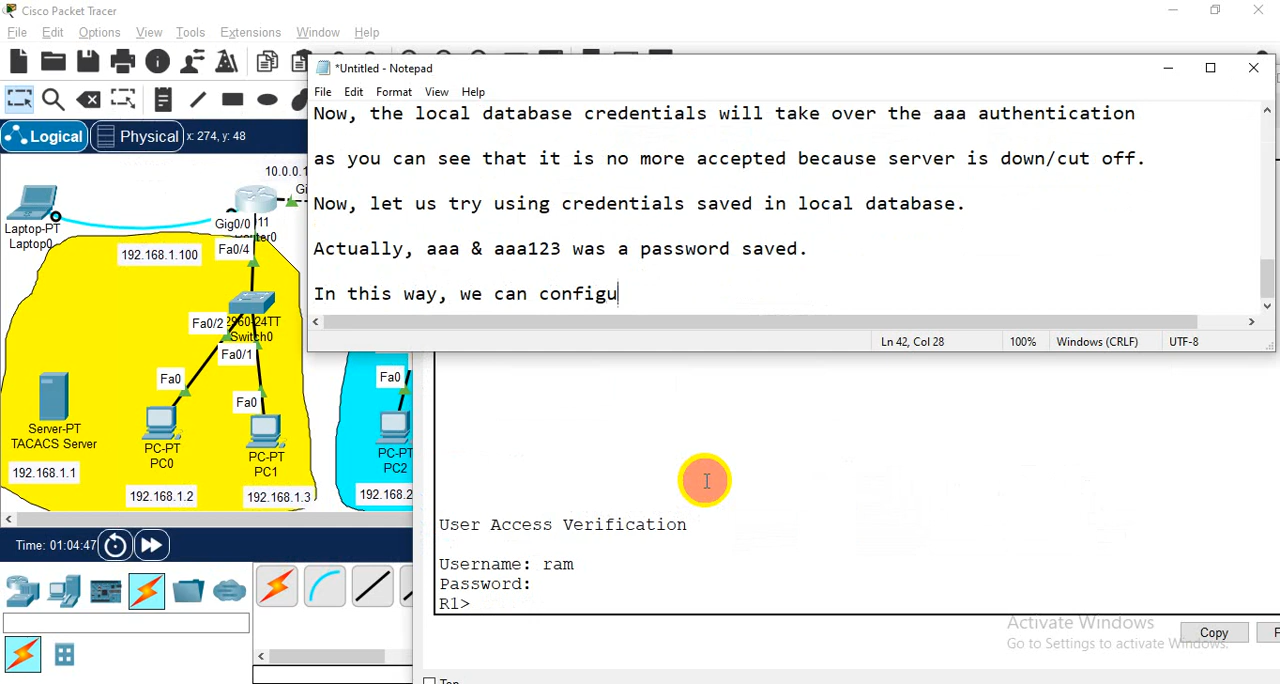 Cisco Packet Tracer
File Edit Options View Tools Extensions Window Help
*Untitled - Notepad
File Edit Format View Help
Now, the local database credentials will take over the aaa authentication
as you can see that it is no more accepted because server is down/cut off.
Now, let us try using credentials saved in local database.
Actually, aaa & aaa123 was a password saved.
In this way, we can configu
Ln 42, Col 28 100% Windows (CRLF) UTF-8
Logical Physical x: 274, y: 48
10.0.0.1
Gi
Laptop-PT
Laptop0
Gig0/0
192.168.1.100
Fa0/4
Fa0/2
2960-24TT
Switch0
Fa0/1
Fa0
Fa0
Fa0
Server-PT
TACACS Server
PC-PT
PC0
PC-PT
PC1
PC-PT
PC2
192.168.1.1
192.168.1.2
192.168.1.3
192.168.2
Time: 01:04:47
User Access Verification
Username: ram
Password:
R1>
Activate Windows
Go to Settings to activate Windows.
Copy